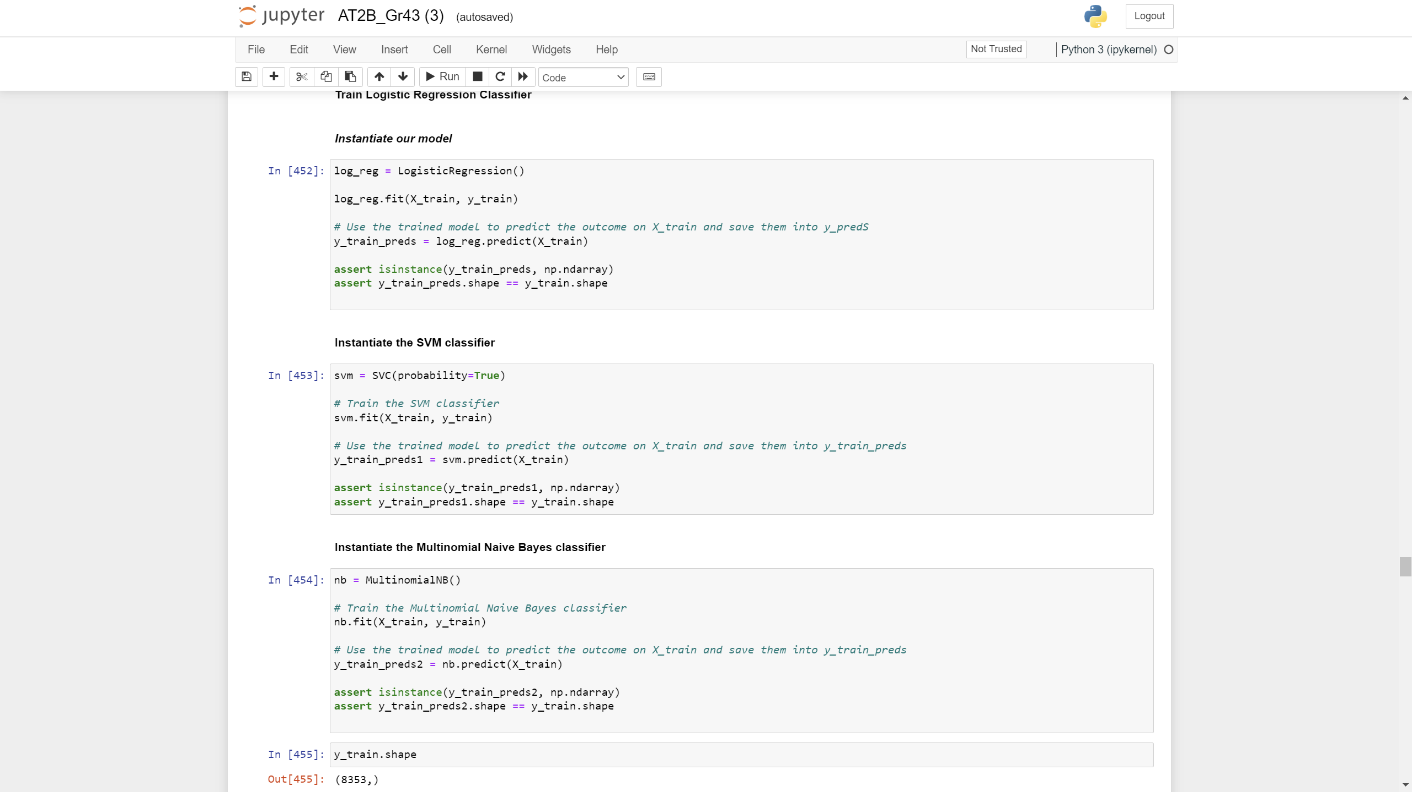 jupyter AT2B_Gr43 (3) (autosaved) Logout
File Edit View Insert Cell Kernel Widgets Help Not Trusted Python 3 (ipykernel)
Run Code
Train Logistic Regression Classifier
Instantiate our model
In [452]: log_reg = LogisticRegression()
log_reg.fit(X_train, y_train)
# Use the trained model to predict the outcome on X_train and save them into y_predS
y_train_preds = log_reg.predict(X_train)
assert isinstance(y_train_preds, np.ndarray)
assert y_train_preds.shape == y_train.shape
Instantiate the SVM classifier
In [453]: svm = SVC(probability=True)
# Train the SVM classifier
svm.fit(X_train, y_train)
# Use the trained model to predict the outcome on X_train and save them into y_train_preds
y_train_preds1 = svm.predict(X_train)
assert isinstance(y_train_preds1, np.ndarray)
assert y_train_preds1.shape == y_train.shape
Instantiate the Multinomial Naive Bayes classifier
In [454]: nb = MultinomialNB()
# Train the Multinomial Naive Bayes classifier
nb.fit(X_train, y_train)
# Use the trained model to predict the outcome on X_train and save them into y_train_preds
y_train_preds2 = nb.predict(X_train)
assert isinstance(y_train_preds2, np.ndarray)
assert y_train_preds2.shape == y_train.shape
In [455]: y_train.shape
Out[455]: (8353,)